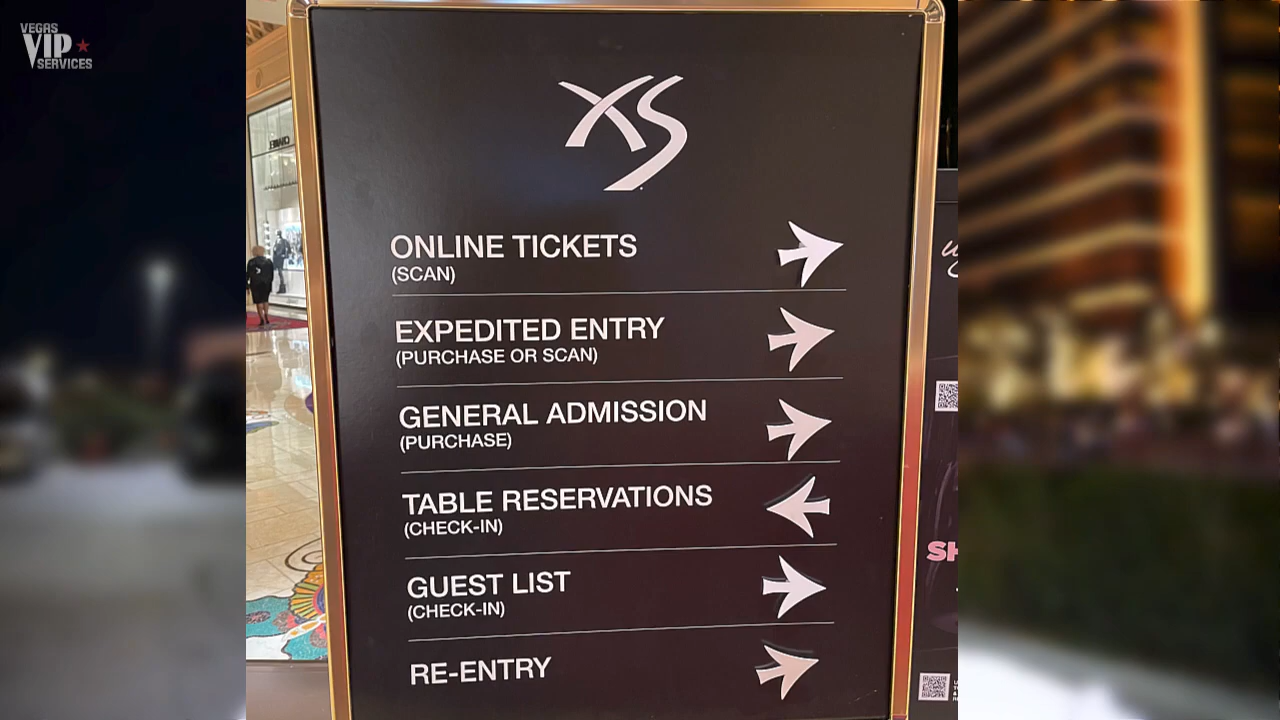 VEGAS
VIP
SERVICES
XS
ONLINE TICKETS
(SCAN)
EXPEDITED ENTRY
(PURCHASE OR SCAN)
GENERAL ADMISSION
(PURCHASE)
TABLE RESERVATIONS
(CHECK-IN)
GUEST LIST
(CHECK-IN)
RE-ENTRY
SH